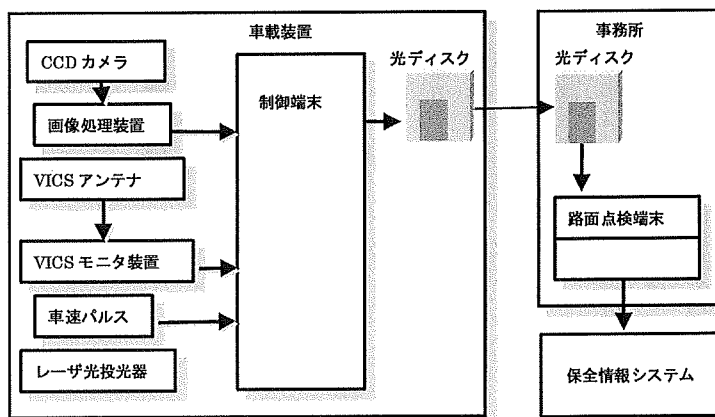 車載装置
CCD カメラ
画像処理装置
VICS アンテナ
VICS モニタ装置
車速パルス
レーザ光投光器
制御端末
光ディスク
事務所
光ディスク
路面点検端末
保全情報システム